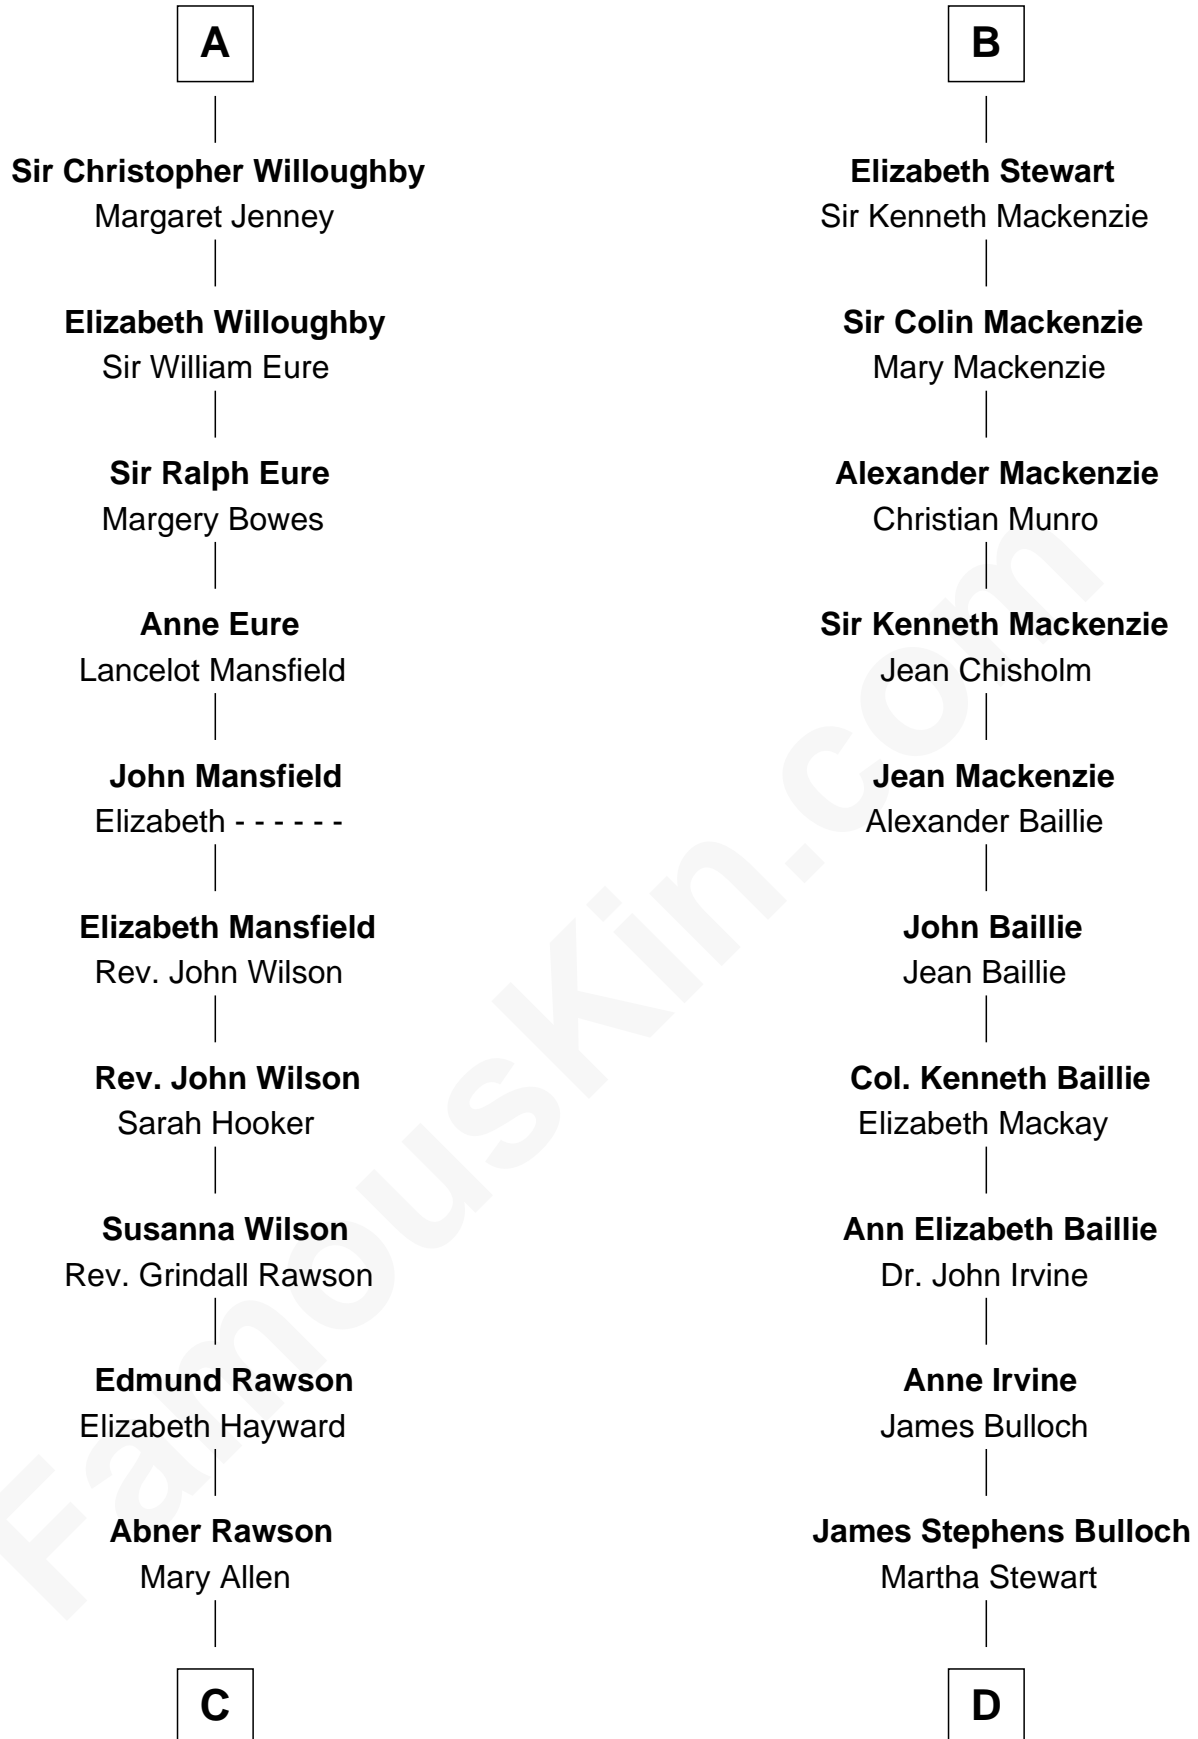 A
Sir Christopher Willoughby
Margaret Jenney
Elizabeth Willoughby
Sir William Eure
Sir Ralph Eure
Margery Bowes
Anne Eure
Lancelot Mansfield
John Mansfield
Elizabeth - - - - - -
Elizabeth Mansfield
Rev. John Wilson
Rev. John Wilson
Sarah Hooker
Susanna Wilson
Rev. Grindall Rawson
Edmund Rawson
Elizabeth Hayward
Abner Rawson
Mary Allen
C
B
Elizabeth Stewart
Sir Kenneth Mackenzie
Sir Colin Mackenzie
Mary Mackenzie
Alexander Mackenzie
Christian Munro
Sir Kenneth Mackenzie
Jean Chisholm
Jean Mackenzie
Alexander Baillie
John Baillie
Jean Baillie
Col. Kenneth Baillie
Elizabeth Mackay
Ann Elizabeth Baillie
Dr. John Irvine
Anne Irvine
James Bulloch
James Stephens Bulloch
Martha Stewart
D
FamousKin.com